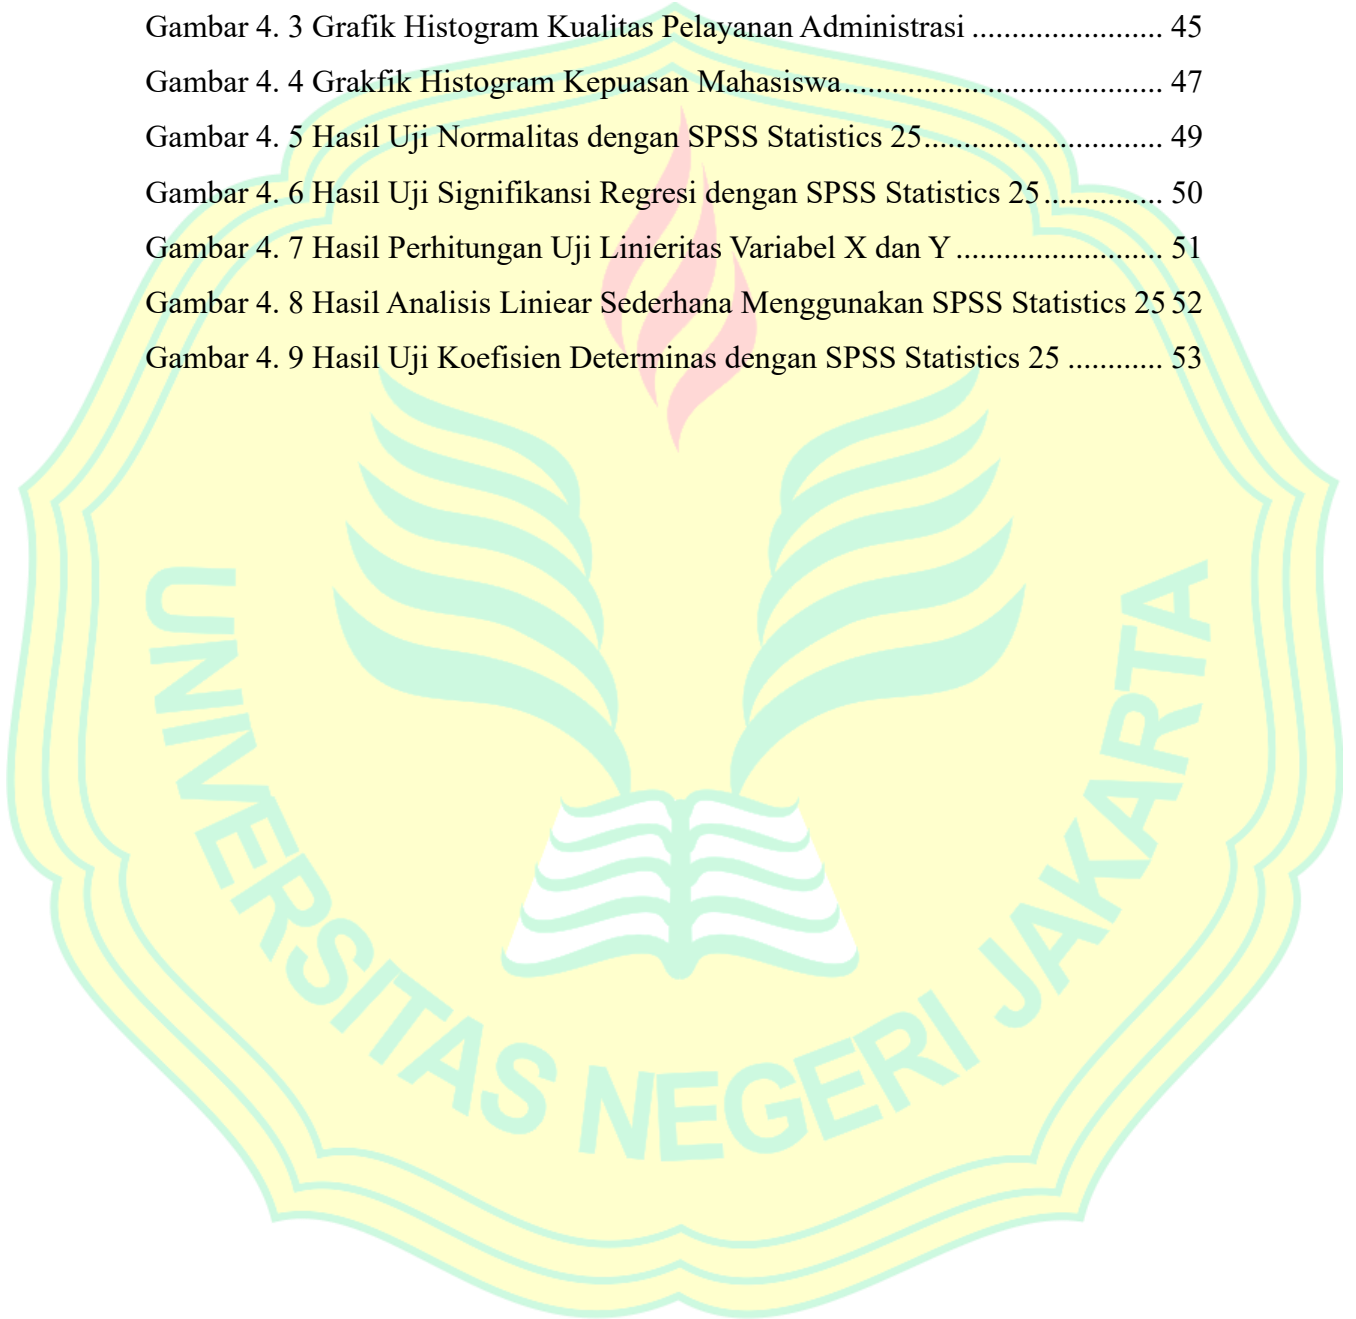 Gambar 4. 3 Grafik Histogram Kualitas Pelayanan Administrasi ........................ 45
Gambar 4. 4 Grakfik Histogram Kepuasan Mahasiswa........................................ 47
Gambar 4. 5 Hasil Uji Normalitas dengan SPSS Statistics 25.............................. 49
Gambar 4. 6 Hasil Uji Signifikansi Regresi dengan SPSS Statistics 25............... 50
Gambar 4. 7 Hasil Perhitungan Uji Linieritas Variabel X dan Y .......................... 51
Gambar 4. 8 Hasil Analisis Liniear Sederhana Menggunakan SPSS Statistics 25 52
Gambar 4. 9 Hasil Uji Koefisien Determinas dengan SPSS Statistics 25 ............ 53
UNIVERSITAS NEGERI JAKARTA